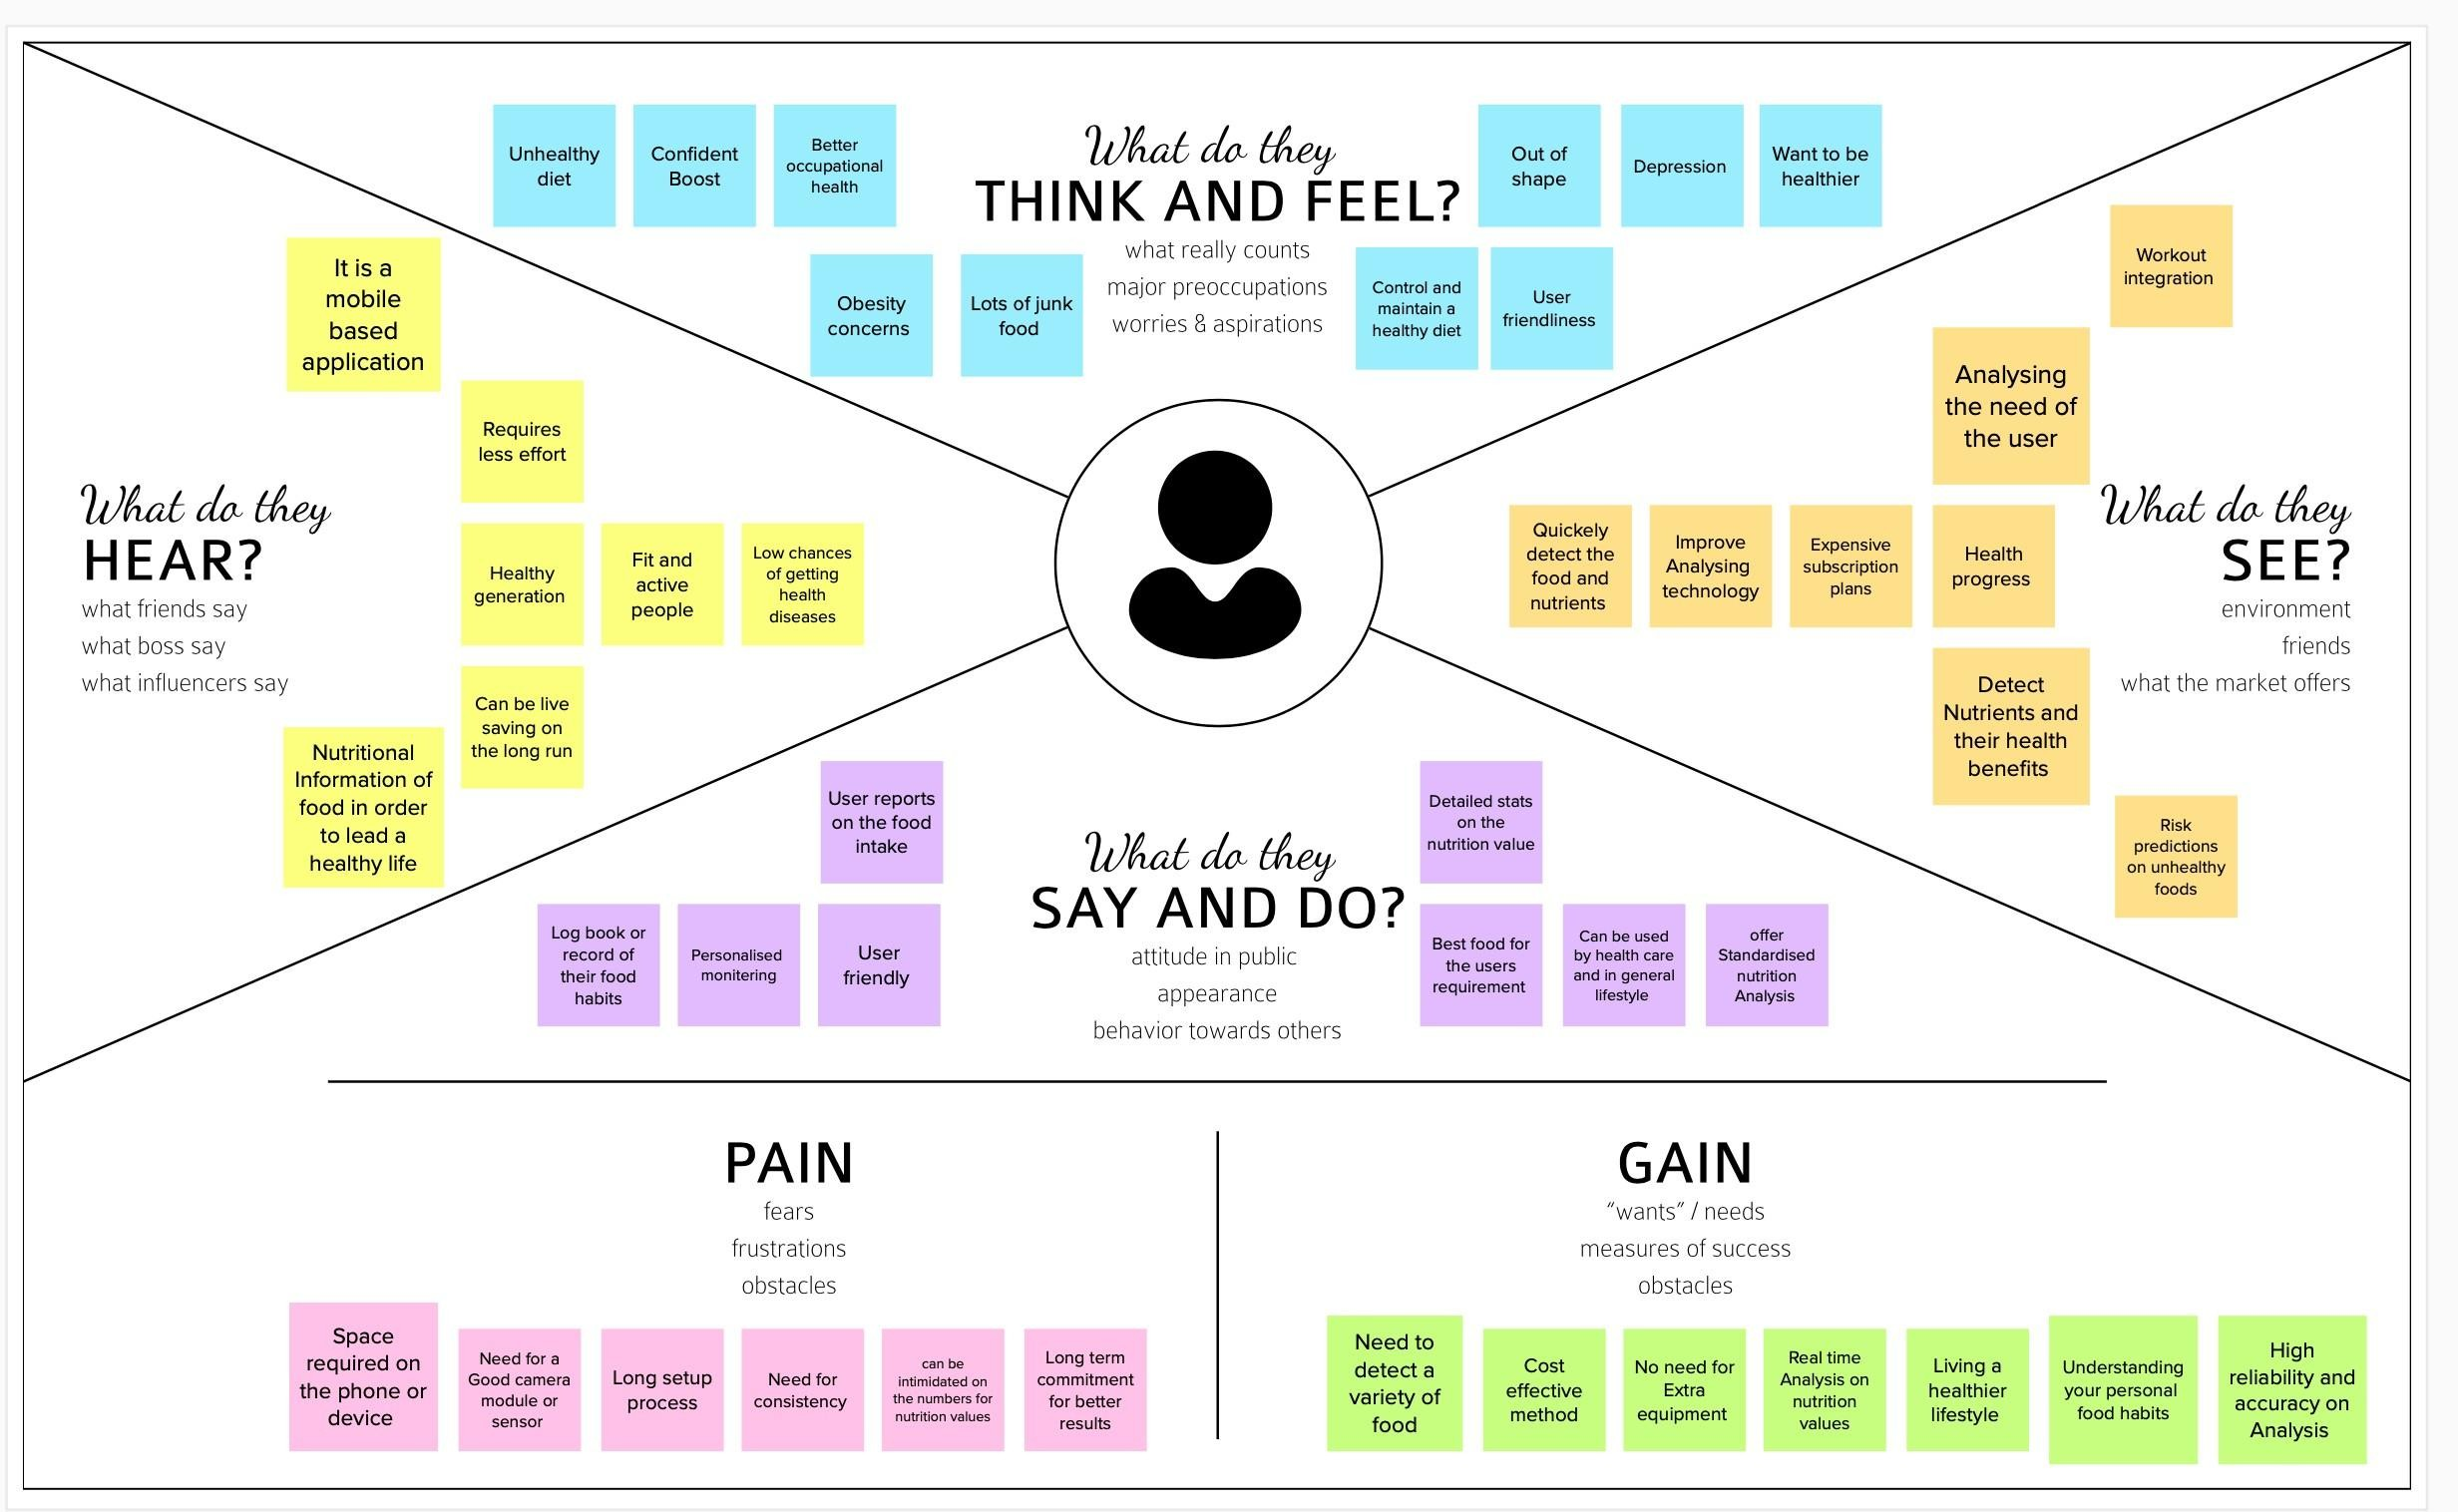 Unhealthy
diet
Confident
Boost
Better
occupational
health
What do they
THINK AND FEEL?
what really counts
major preoccupations
worries & aspirations
Out of
shape
Depression
Want to be
healthier
Obesity
concerns
Lots of junk
food
Control and
maintain a
healthy diet
User
friendliness
It is a
mobile
based
application
Requires
less effort
What do they
HEAR?
what friends say
what boss say
what influencers say
Healthy
generation
Fit and
active
people
Low chances
of getting
health
diseases
Can be live
saving on
the long run
Nutritional
Information of
food in order
to lead a
healthy life
Workout
integration
Analysing
the need of
the user
Quickely
detect the
food and
nutrients
Improve
Analysing
technology
Expensive
subscription
plans
Health
progress
What do they
SEE?
environment
friends
what the market offers
Detect
Nutrients and
their health
benefits
Risk
predictions
on unhealthy
foods
User reports
on the food
intake
Log book or
record of
their food
habits
Personalised
monitering
User
friendly
What do they
SAY AND DO?
attitude in public
appearance
behavior towards others
Detailed stats
on the
nutrition value
Best food for
the users
requirement
Can be used
by health care
and in general
lifestyle
offer
Standardised
nutrition
Analysis
PAIN
fears
frustrations
obstacles
Space
required on
the phone or
device
Need for a
Good camera
module or
sensor
Long setup
process
Need for
consistency
can be
intimidated on
the numbers for
nutrition values
Long term
commitment
for better
results
GAIN
“wants” / needs
measures of success
obstacles
Need to
detect a
variety of
food
Cost
effective
method
No need for
Extra
equipment
Real time
Analysis on
nutrition
values
Living a
healthier
lifestyle
Understanding
your personal
food habits
High
reliability and
accuracy on
Analysis